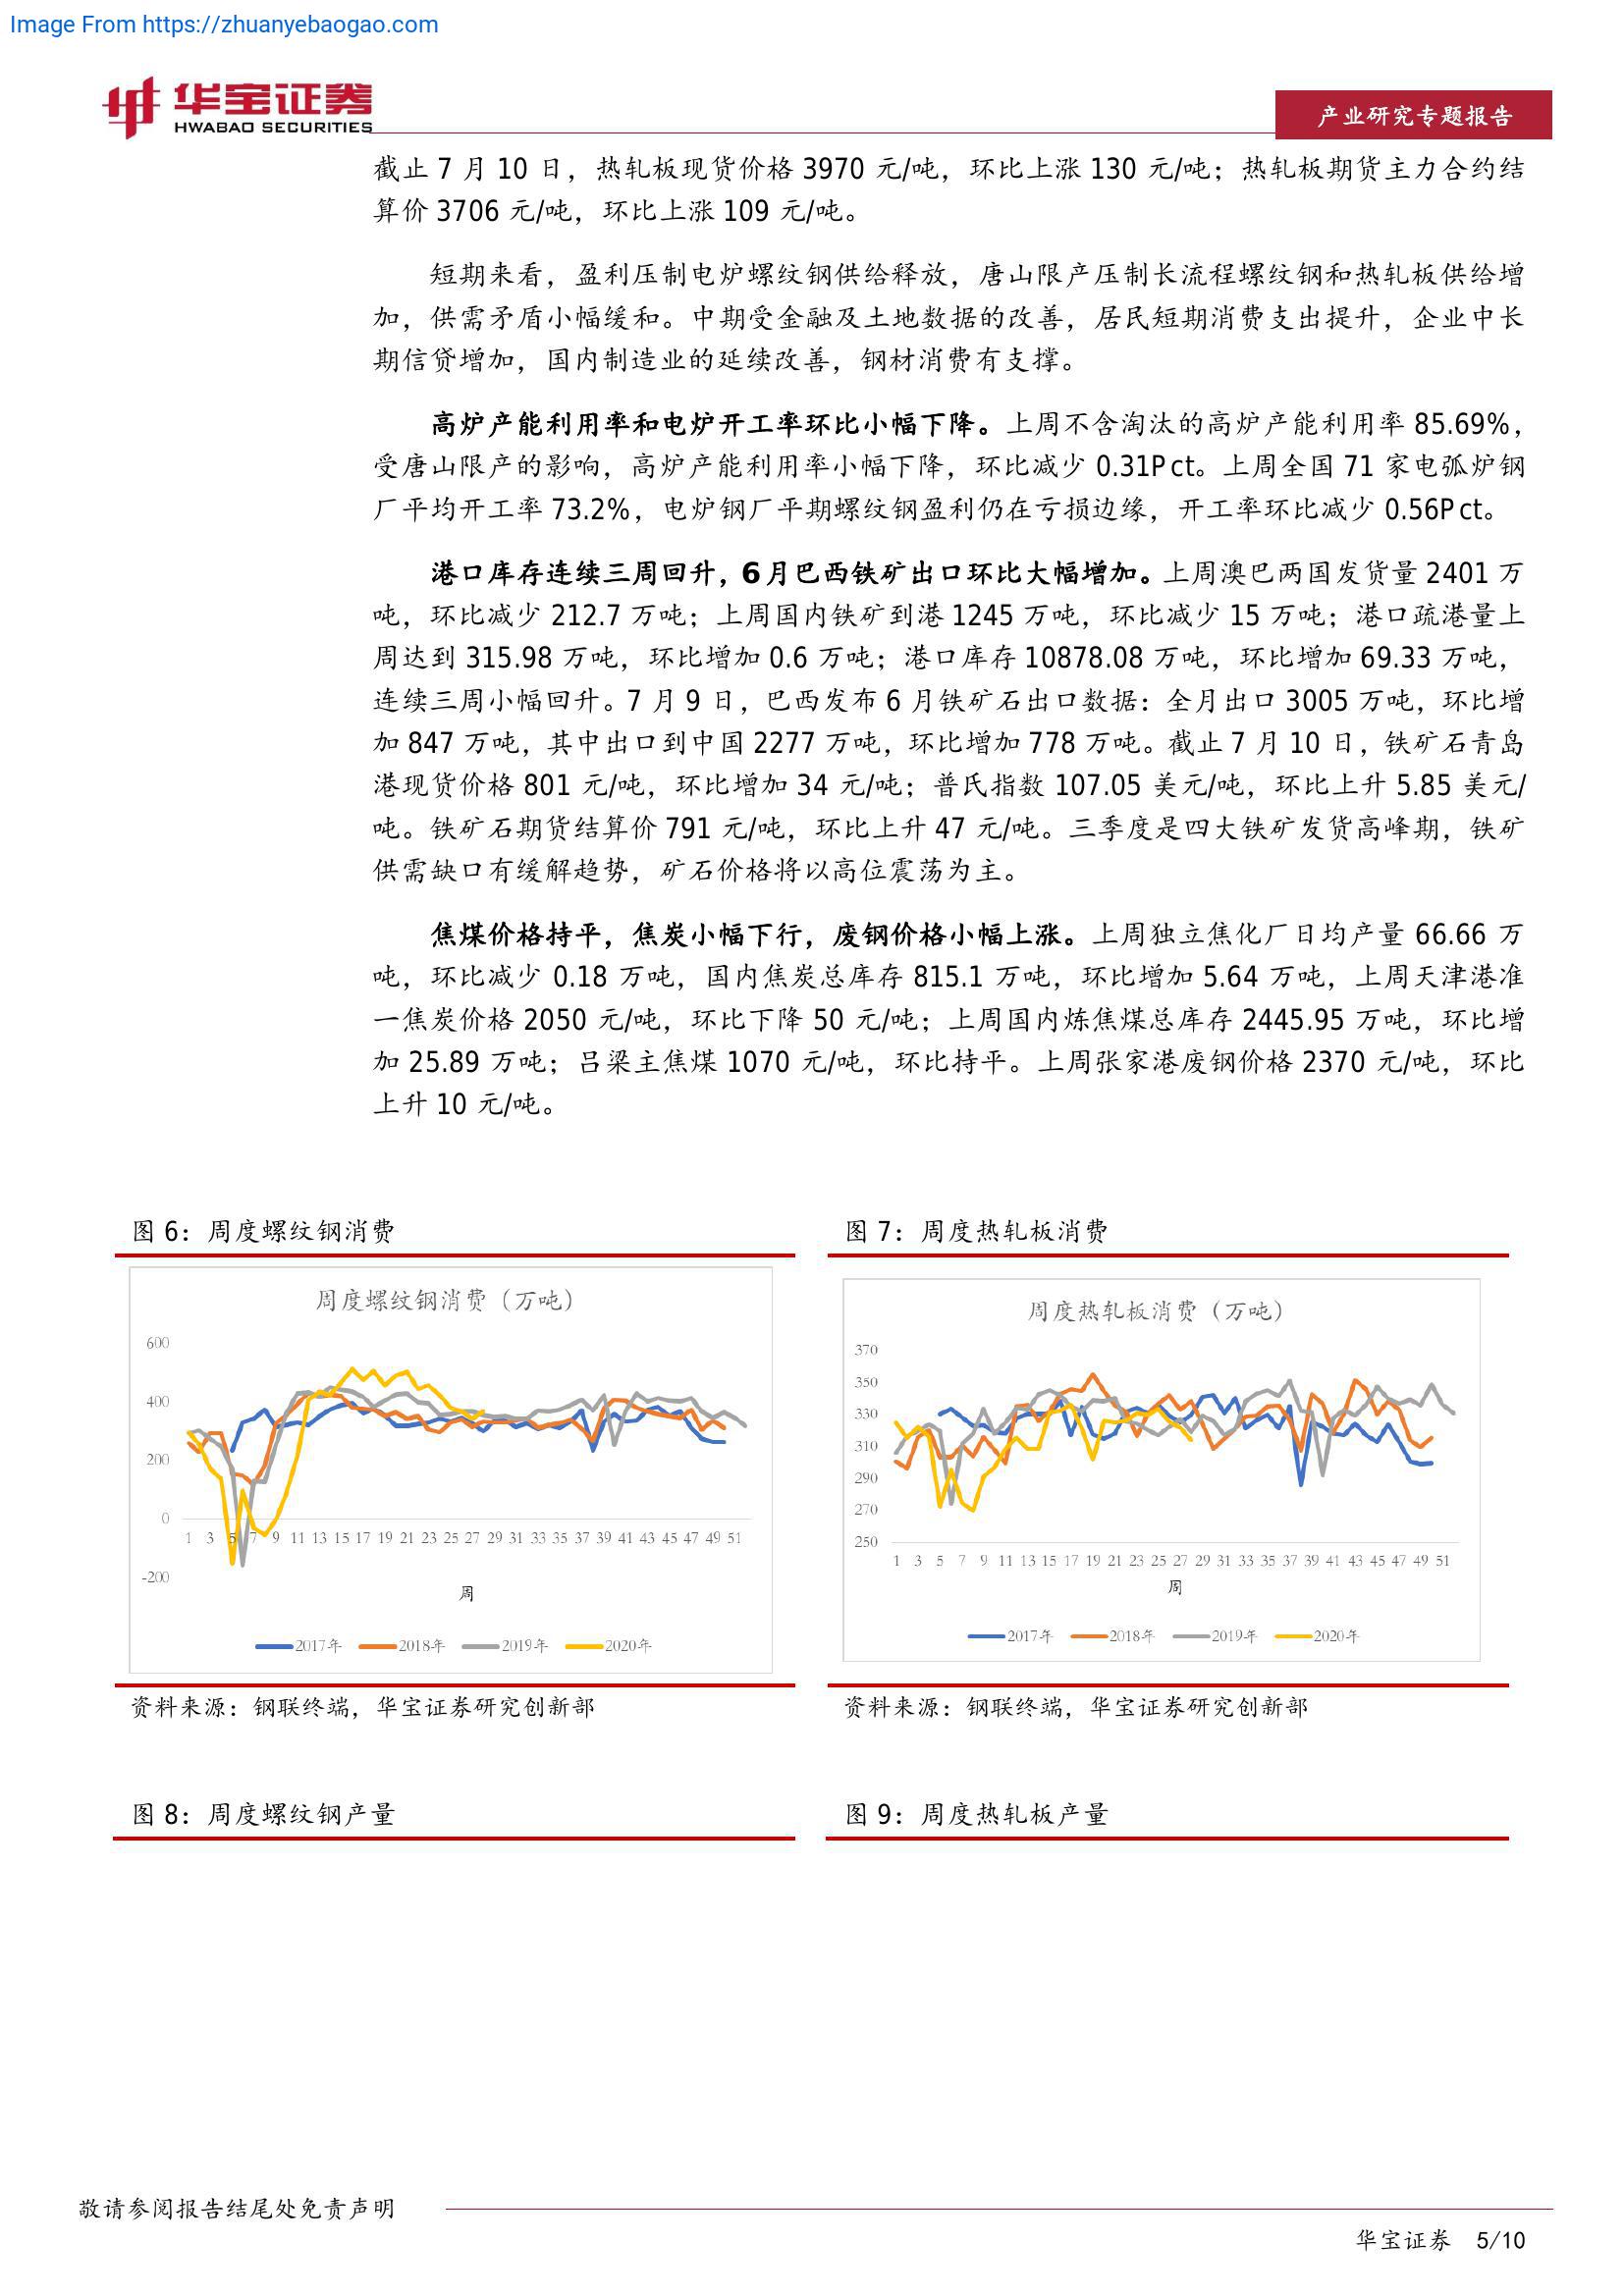 Image From https://zhuanyebaogao.com
华宝证券
HWABAO SECURITIES
产业研究专题报告
截止 7 月 10 日，热轧板现货价格 3970 元/吨，环比上涨 130 元/吨；热轧板期货主力合约结
算价 3706 元/吨，环比上涨 109 元/吨。
短期来看，盈利压制电炉螺纹钢供给释放，唐山限产压制长流程螺纹钢和热轧板供给增
加，供需矛盾小幅缓和。中期受金融及土地数据的改善，居民短期消费支出提升，企业中长
期信贷增加，国内制造业的延续改善，钢材消费有支撑。
高炉产能利用率和电炉开工率环比小幅下降。上周不含淘汰的高炉产能利用率 85.69%，
受唐山限产的影响，高炉产能利用率小幅下降，环比减少 0.31Pct。上周全国 71 家电弧炉钢
厂平均开工率 73.2%，电炉钢厂平期螺纹钢盈利仍在亏损边缘，开工率环比减少 0.56Pct。
港口库存连续三周回升，6 月巴西铁矿出口环比大幅增加。上周澳巴两国发货量 2401 万
吨，环比减少 212.7 万吨；上周国内铁矿到港 1245 万吨，环比减少 15 万吨；港口疏港量上
周达到 315.98 万吨，环比增加 0.6 万吨；港口库存 10878.08 万吨，环比增加 69.33 万吨，
连续三周小幅回升。7 月 9 日，巴西发布 6 月铁矿石出口数据：全月出口 3005 万吨，环比增
加 847 万吨，其中出口到中国 2277 万吨，环比增加 778 万吨。截止 7 月 10 日，铁矿石青岛
港现货价格 801 元/吨，环比增加 34 元/吨；普氏指数 107.05 美元/吨，环比上升 5.85 美元/
吨。铁矿石期货结算价 791 元/吨，环比上升 47 元/吨。三季度是四大铁矿发货高峰期，铁矿
供需缺口有缓解趋势，矿石价格将以高位震荡为主。
焦煤价格持平，焦炭小幅下行，废钢价格小幅上涨。上周独立焦化厂日均产量 66.66 万
吨，环比减少 0.18 万吨，国内焦炭总库存 815.1 万吨，环比增加 5.64 万吨，上周天津港准
一焦炭价格 2050 元/吨，环比下降 50 元/吨；上周国内炼焦煤总库存 2445.95 万吨，环比增
加 25.89 万吨；吕梁主焦煤 1070 元/吨，环比持平。上周张家港废钢价格 2370 元/吨，环比
上升 10 元/吨。
图 6：周度螺纹钢消费
周度螺纹钢消费（万吨）
600
400
200
0
-200
1 3 5 7 9 11 13 15 17 19 21 23 25 27 29 31 33 35 37 39 41 43 45 47 49 51
周
2017年 2018年 2019年 2020年
资料来源：钢联终端，华宝证券研究创新部
图 7：周度热轧板消费
周度热轧板消费（万吨）
370
350
330
310
290
270
250
1 3 5 7 9 11 13 15 17 19 21 23 25 27 29 31 33 35 37 39 41 43 45 47 49 51
周
2017年 2018年 2019年 2020年
资料来源：钢联终端，华宝证券研究创新部
图 8：周度螺纹钢产量
图 9：周度热轧板产量
敬请参阅报告结尾处免责声明
华宝证券 5/10